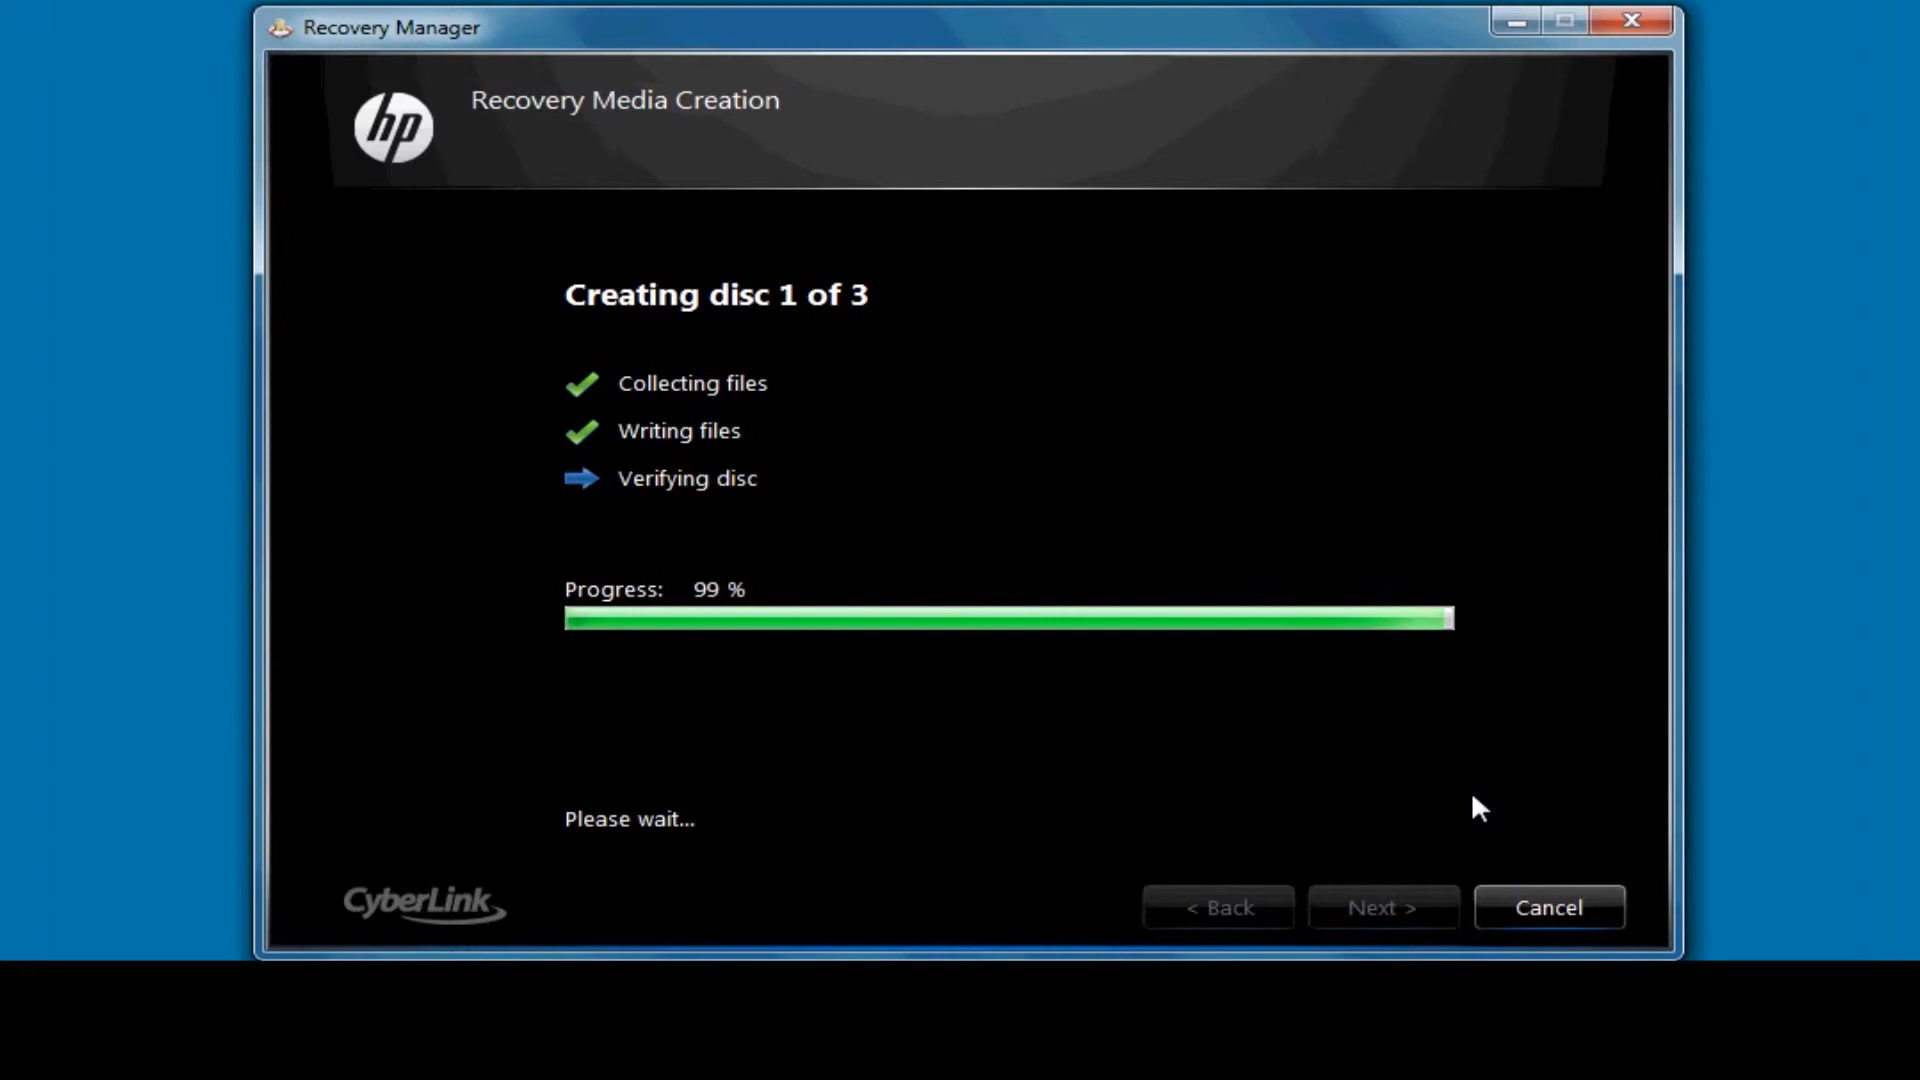 Recovery Manager
hp
Recovery Media Creation
Creating disc 1 of 3
Collecting files
Writing files
Verifying disc
Progress: 99 %
Please wait...
CyberLink
< Back Next > Cancel